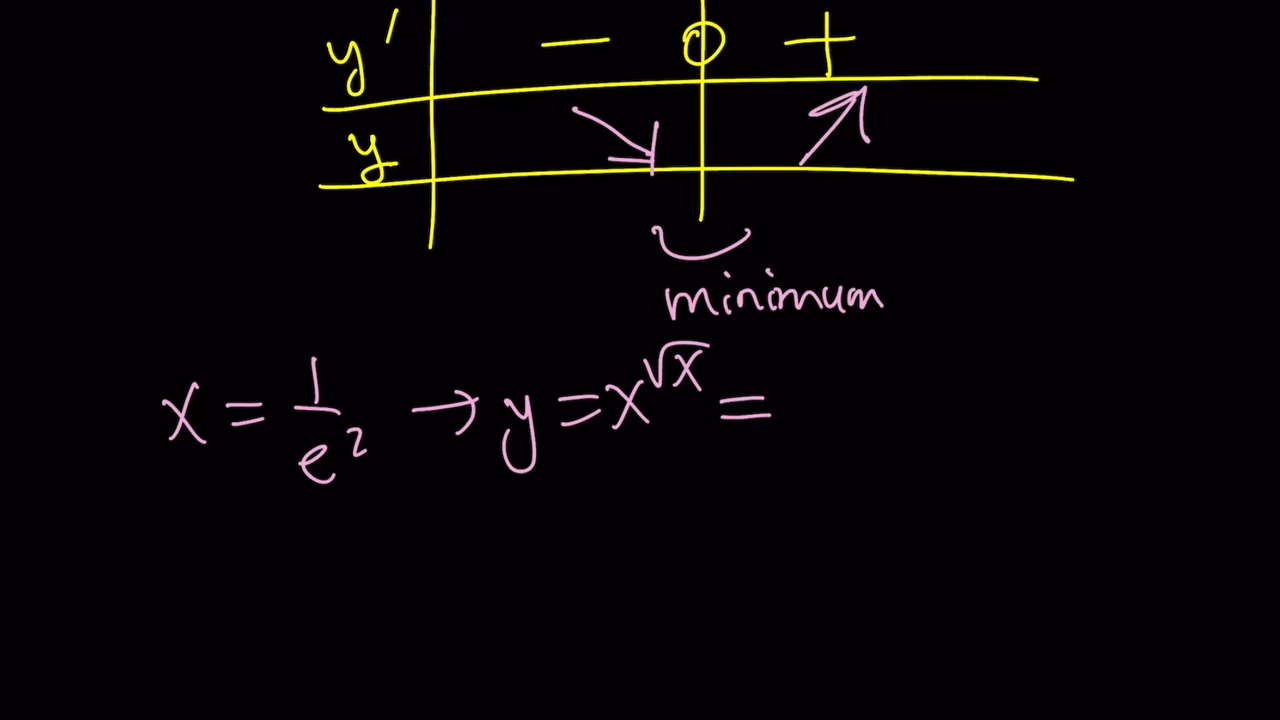 y' − 0 +
y
minimum
x = 1/e² → y = x^√x =